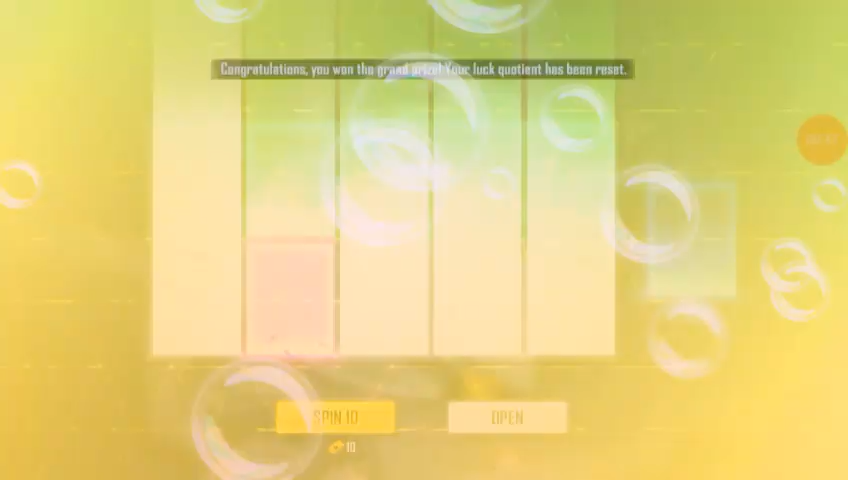 Congratulations, you won the grand prize! Your luck quotient has been reset.
SPIN 10
OPEN
10